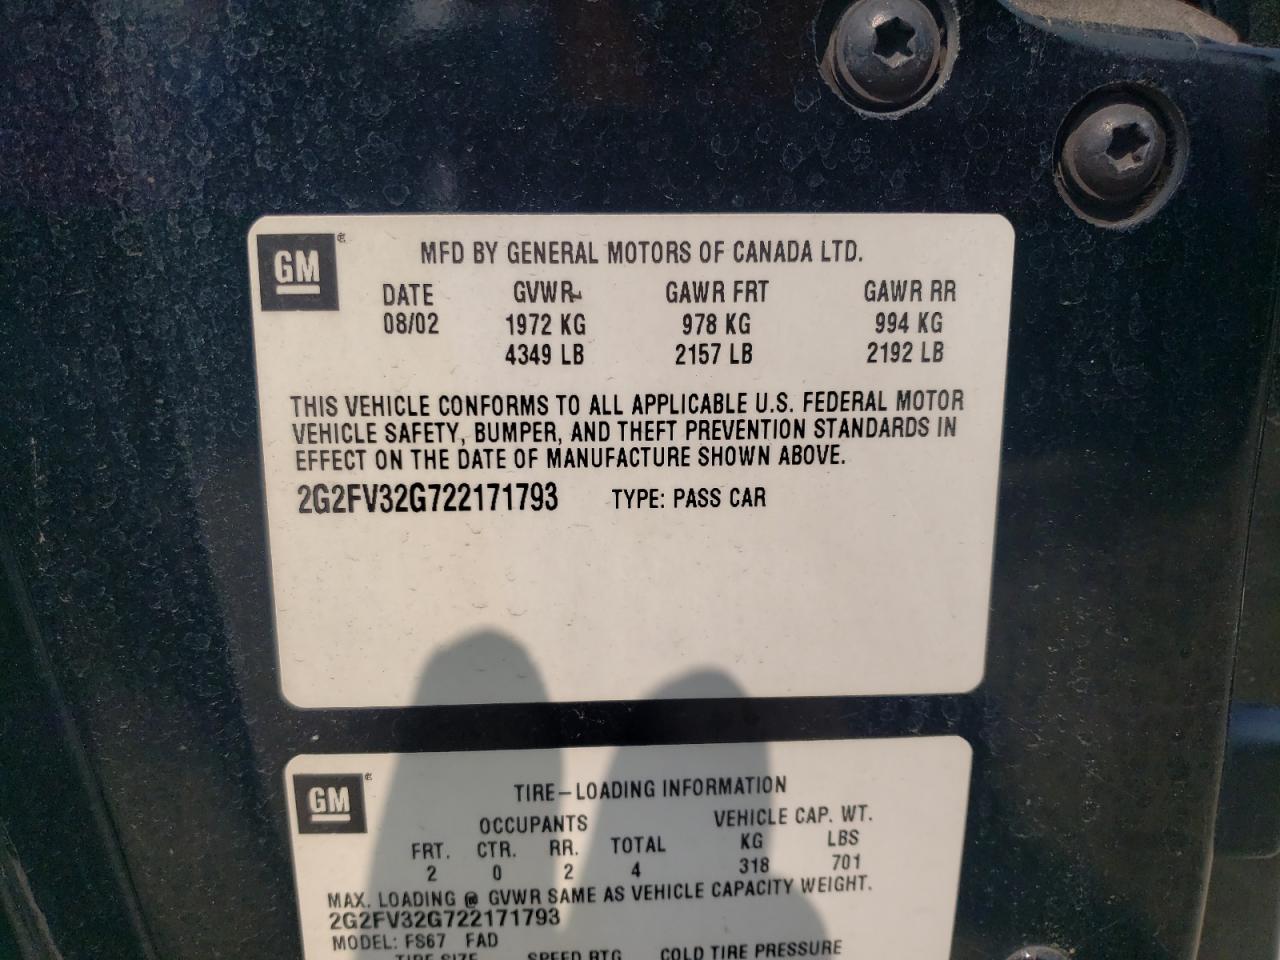 GM MFD BY GENERAL MOTORS OF CANADA LTD.
DATE GVWR GAWR FRT GAWR RR
08/02 1972 KG 978 KG 994 KG
4349 LB 2157 LB 2192 LB
THIS VEHICLE CONFORMS TO ALL APPLICABLE U.S. FEDERAL MOTOR
VEHICLE SAFETY, BUMPER, AND THEFT PREVENTION STANDARDS IN
EFFECT ON THE DATE OF MANUFACTURE SHOWN ABOVE.
2G2FV32G722171793 TYPE: PASS CAR
GM TIRE-LOADING INFORMATION
OCCUPANTS VEHICLE CAP. WT.
FRT. CTR. RR. TOTAL KG LBS
2 0 2 4 318 701
MAX. LOADING @ GVWR SAME AS VEHICLE CAPACITY WEIGHT.
2G2FV32G722171793
MODEL: FS67 FAD
TIRE SIZE SPEED RTG COLD TIRE PRESSURE